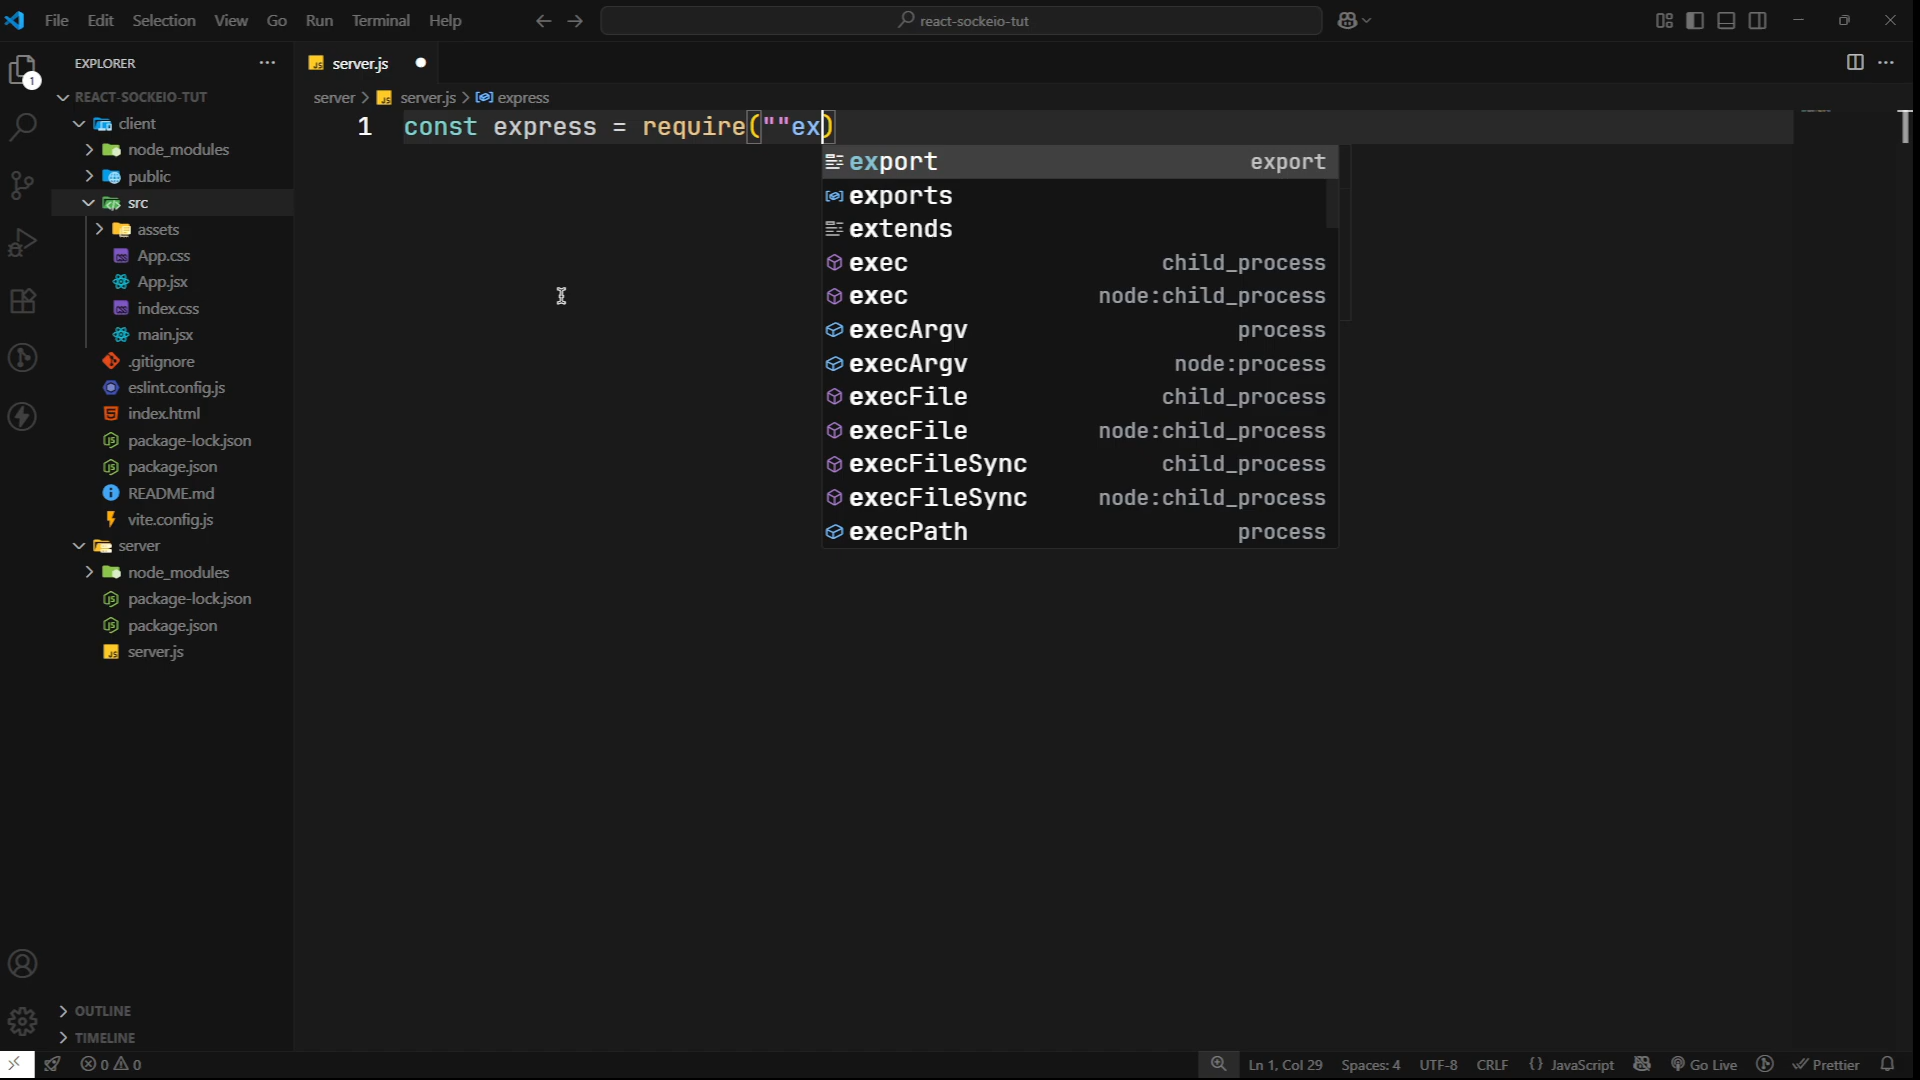 File Edit Selection View Go Run Terminal Help
react-sockeio-tut
EXPLORER
server.js
1
REACT-SOCKEIO-TUT
server > server.js > express
client
1 const express = require(""ex)
node_modules
public
src
assets
App.css
App.jsx
index.css
main.jsx
.gitignore
eslint.config.js
index.html
package-lock.json
package.json
README.md
vite.config.js
server
node_modules
package-lock.json
package.json
server.js
export export
exports
extends
exec child_process
exec node:child_process
execArgv process
execArgv node:process
execFile child_process
execFile node:child_process
execFileSync child_process
execFileSync node:child_process
execPath process
OUTLINE
TIMELINE
0 0
Ln 1, Col 29 Spaces: 4 UTF-8 CRLF {} JavaScript Go Live Prettier